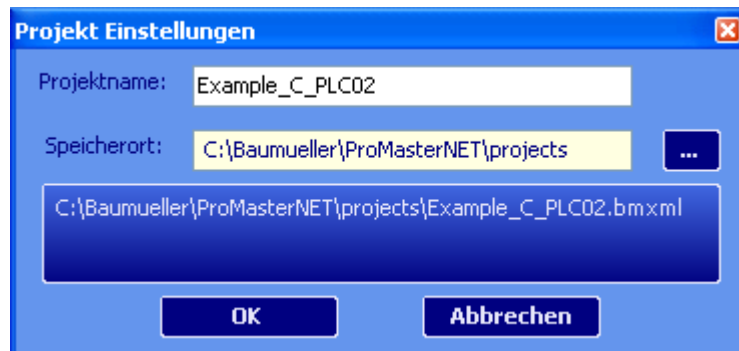 Projekt Einstellungen
Projektname: Example_C_PLC02
Speicherort: C:\Baumueller\ProMasterNET\projects ...
C:\Baumueller\ProMasterNET\projects\Example_C_PLC02.bmxml
OK Abbrechen